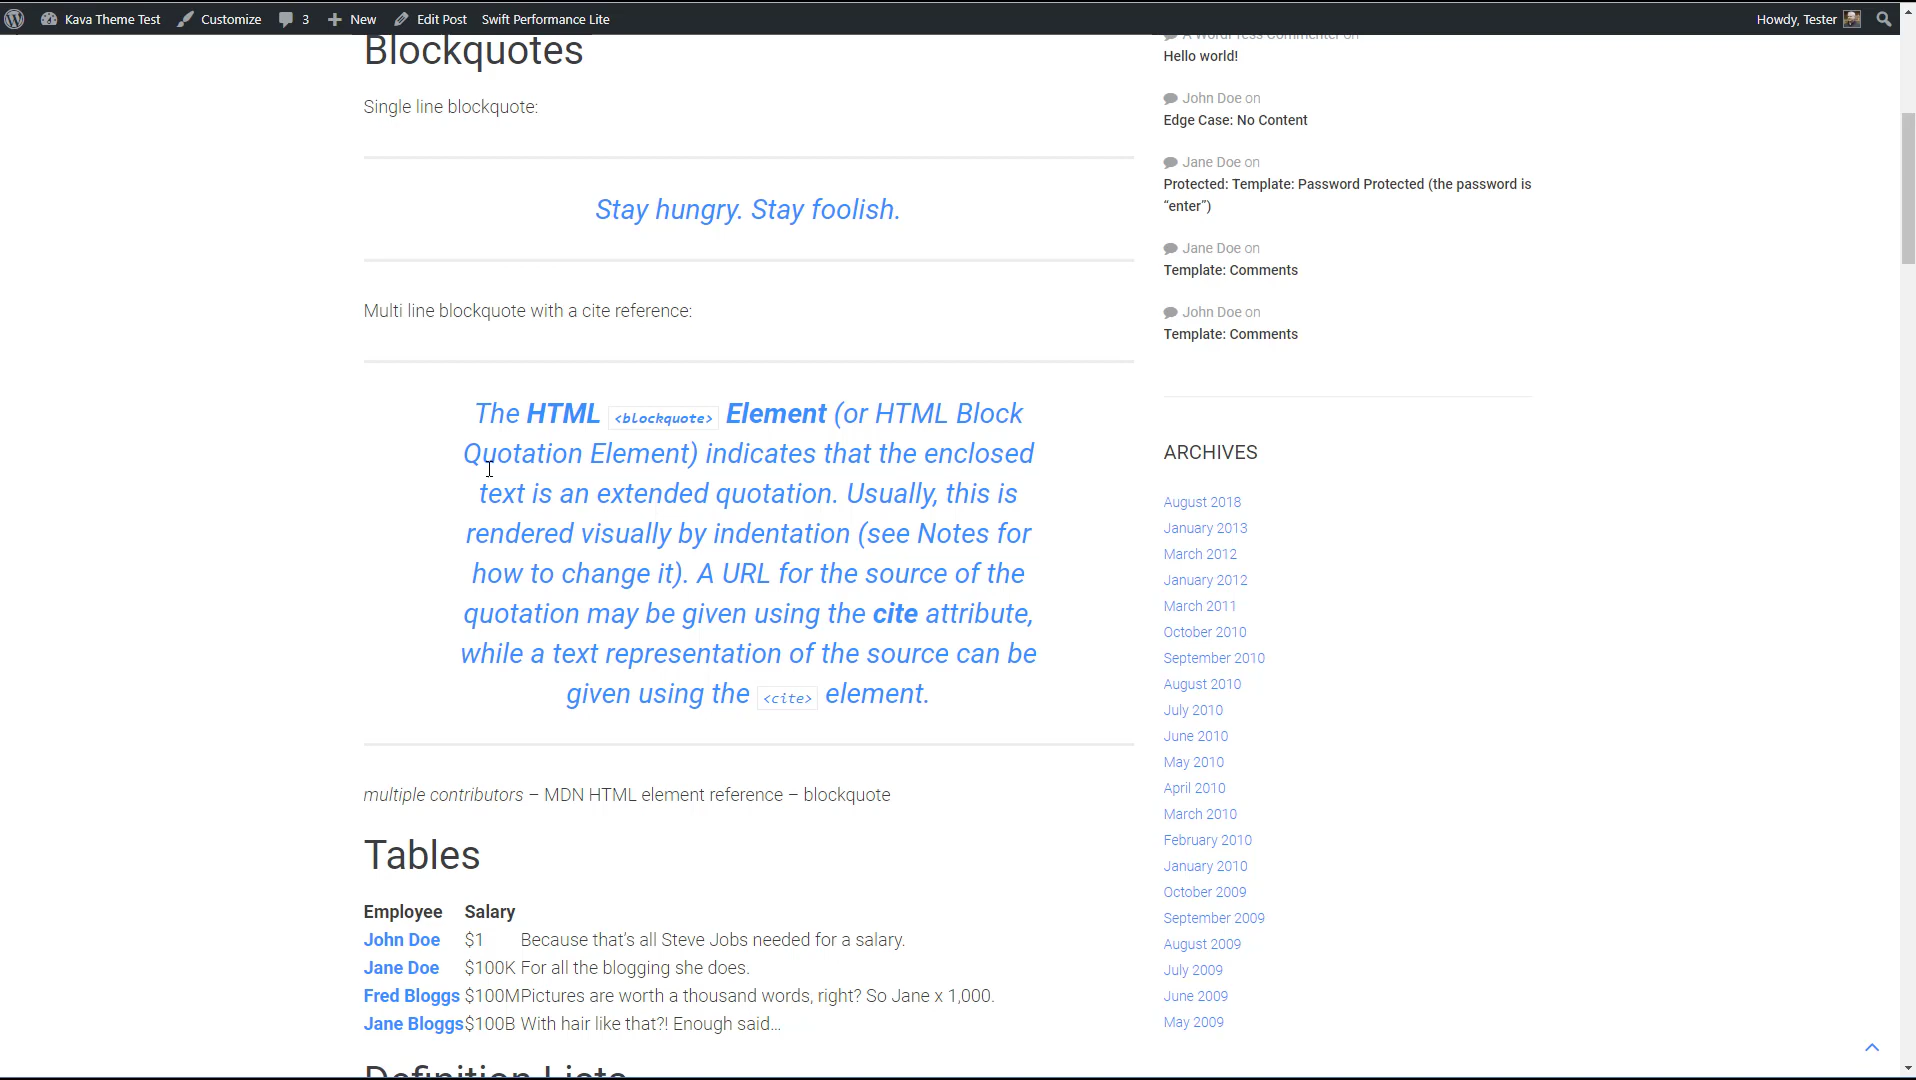 Kava Theme Test Customize 3 New Edit Post Swift Performance Lite Howdy, Tester
Blockquotes
Single line blockquote:
Stay hungry. Stay foolish.
Multi line blockquote with a cite reference:
The HTML <blockquote> Element (or HTML Block
Quotation Element) indicates that the enclosed
text is an extended quotation. Usually, this is
rendered visually by indentation (see Notes for
how to change it). A URL for the source of the
quotation may be given using the cite attribute,
while a text representation of the source can be
given using the <cite> element.
multiple contributors – MDN HTML element reference – blockquote
Tables
Employee Salary
John Doe $1 Because that’s all Steve Jobs needed for a salary.
Jane Doe $100K For all the blogging she does.
Fred Bloggs $100M Pictures are worth a thousand words, right? So Jane x 1,000.
Jane Bloggs $100B With hair like that?! Enough said…
Definition Lists
A WordPress Commenter on
Hello world!
John Doe on
Edge Case: No Content
Jane Doe on
Protected: Template: Password Protected (the password is
“enter”)
Jane Doe on
Template: Comments
John Doe on
Template: Comments
ARCHIVES
August 2018
January 2013
March 2012
January 2012
March 2011
October 2010
September 2010
August 2010
July 2010
June 2010
May 2010
April 2010
March 2010
February 2010
January 2010
October 2009
September 2009
August 2009
July 2009
June 2009
May 2009